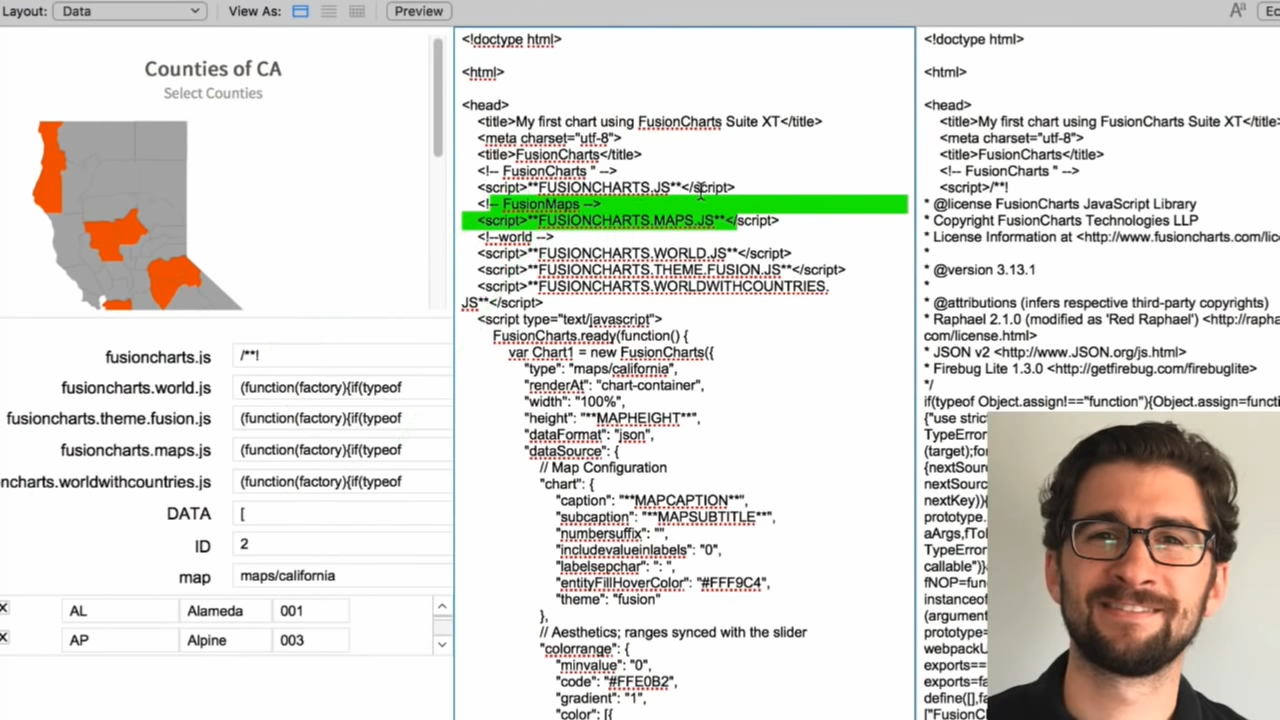 Layout: Data View As: Preview Aa
Counties of CA
Select Counties
fusioncharts.js /**!
fusioncharts.world.js (function(factory){if(typeof
fusioncharts.theme.fusion.js (function(factory){if(typeof
fusioncharts.maps.js (function(factory){if(typeof
ncharts.worldwithcountries.js (function(factory){if(typeof
DATA [
ID 2
map maps/california
AL Alameda 001
AP Alpine 003
<!doctype html>
<html>
<head>
<title>My first chart using FusionCharts Suite XT</title>
<meta charset="utf-8">
<title>FusionCharts</title>
<!-- FusionCharts " -->
<script>**FUSIONCHARTS.JS**</script>
<!-- FusionMaps -->
<script>**FUSIONCHARTS.MAPS.JS**</script>
<!--world -->
<script>**FUSIONCHARTS.WORLD.JS**</script>
<script>**FUSIONCHARTS.THEME.FUSION.JS**</script>
<script>**FUSIONCHARTS.WORLDWITHCOUNTRIES.
JS**</script>
<script type="text/javascript">
FusionCharts.ready(function() {
var Chart1 = new FusionCharts({
"type": "maps/california",
"renderAt": "chart-container",
"width": "100%",
"height": "**MAPHEIGHT**",
"dataFormat": "json",
"dataSource": {
// Map Configuration
"chart": {
"caption": "**MAPCAPTION**",
"subcaption": "**MAPSUBTITLE**",
"numbersuffix": "",
"includevalueinlabels": "0",
"labelsepchar": ": ",
"entityFillHoverColor": "#FFF9C4",
"theme": "fusion"
},
// Aesthetics; ranges synced with the slider
"colorrange": {
"minvalue": "0",
"code": "#FFE0B2",
"gradient": "1",
"color": [{
<!doctype html>
<html>
<head>
<title>My first chart using FusionCharts Suite XT</title>
<meta charset="utf-8">
<title>FusionCharts</title>
<!-- FusionCharts " -->
<script>/**!
* @license FusionCharts JavaScript Library
* Copyright FusionCharts Technologies LLP
* License Information at <http://www.fusioncharts.com/lice
*
* @version 3.13.1
*
* @attributions (infers respective third-party copyrights)
* Raphael 2.1.0 (modified as 'Red Raphael') <http://rapha
com/license.html>
* JSON v2 <http://www.JSON.org/js.html>
* Firebug Lite 1.3.0 <http://getfirebug.com/firebuglite>
*/
if(typeof Object.assign!=="function"){Object.assign=functi
{"use stric
TypeError
(target);for
{nextSourc
nextSource
nextKey)){
prototype.
aArgs,fToB
TypeError
callable")}
fNOP=func
instanceof
(argument
prototype=
webpackU
exports==
exports=fa
define([],fa
["FusionCh